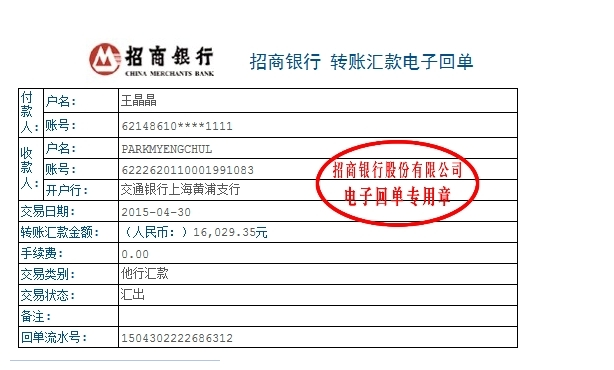 招商银行
CHINA MERCHANTS BANK
招商银行 转账汇款电子回单
付款人: 户名: 王晶晶
账号: 62148610****1111
收款人: 户名: PARKMYENGCHUL
账号: 6222620110001991083
开户行: 交通银行上海黄浦支行
招商银行股份有限公司
电子回单专用章
交易日期: 2015-04-30
转账汇款金额: （人民币：）16,029.35元
手续费: 0.00
交易类别: 他行汇款
交易状态: 汇出
备注:
回单流水号: 1504302222686312